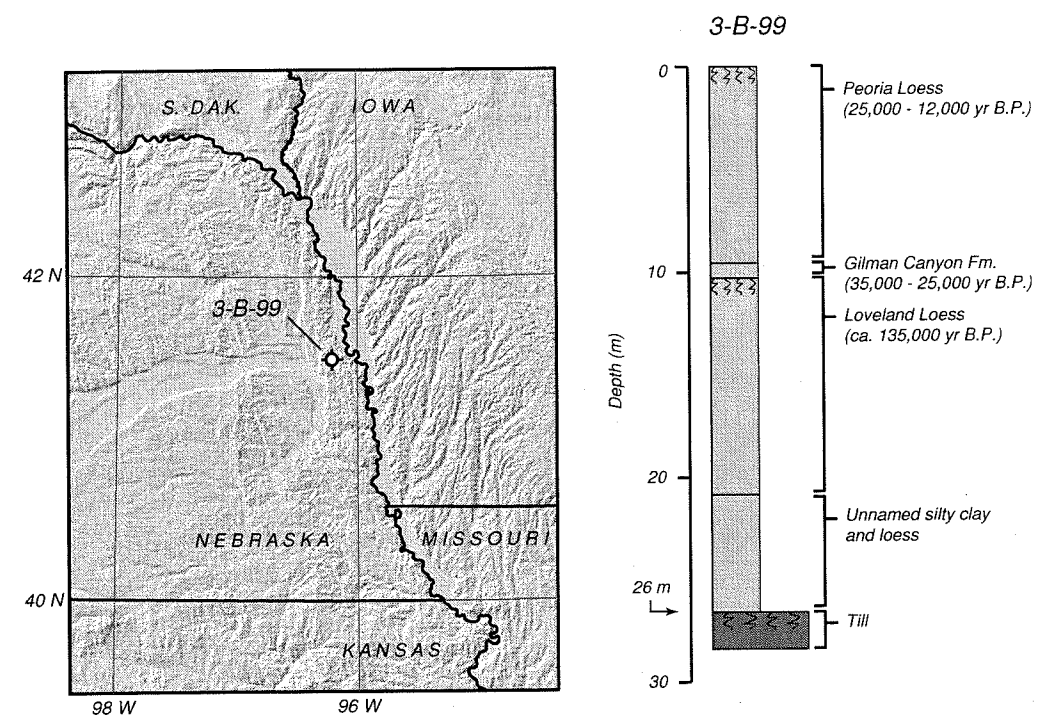 3-B-99
S. DAK.
IOWA
42 N
3-B-99
NEBRASKA
MISSOURI
40 N
KANSAS
98 W
96 W
0
10
20
30
Depth (m)
26 m
Peoria Loess
(25,000 - 12,000 yr B.P.)
Gilman Canyon Fm.
(35,000 - 25,000 yr B.P.)
Loveland Loess
(ca. 135,000 yr B.P.)
Unnamed silty clay
and loess
Till